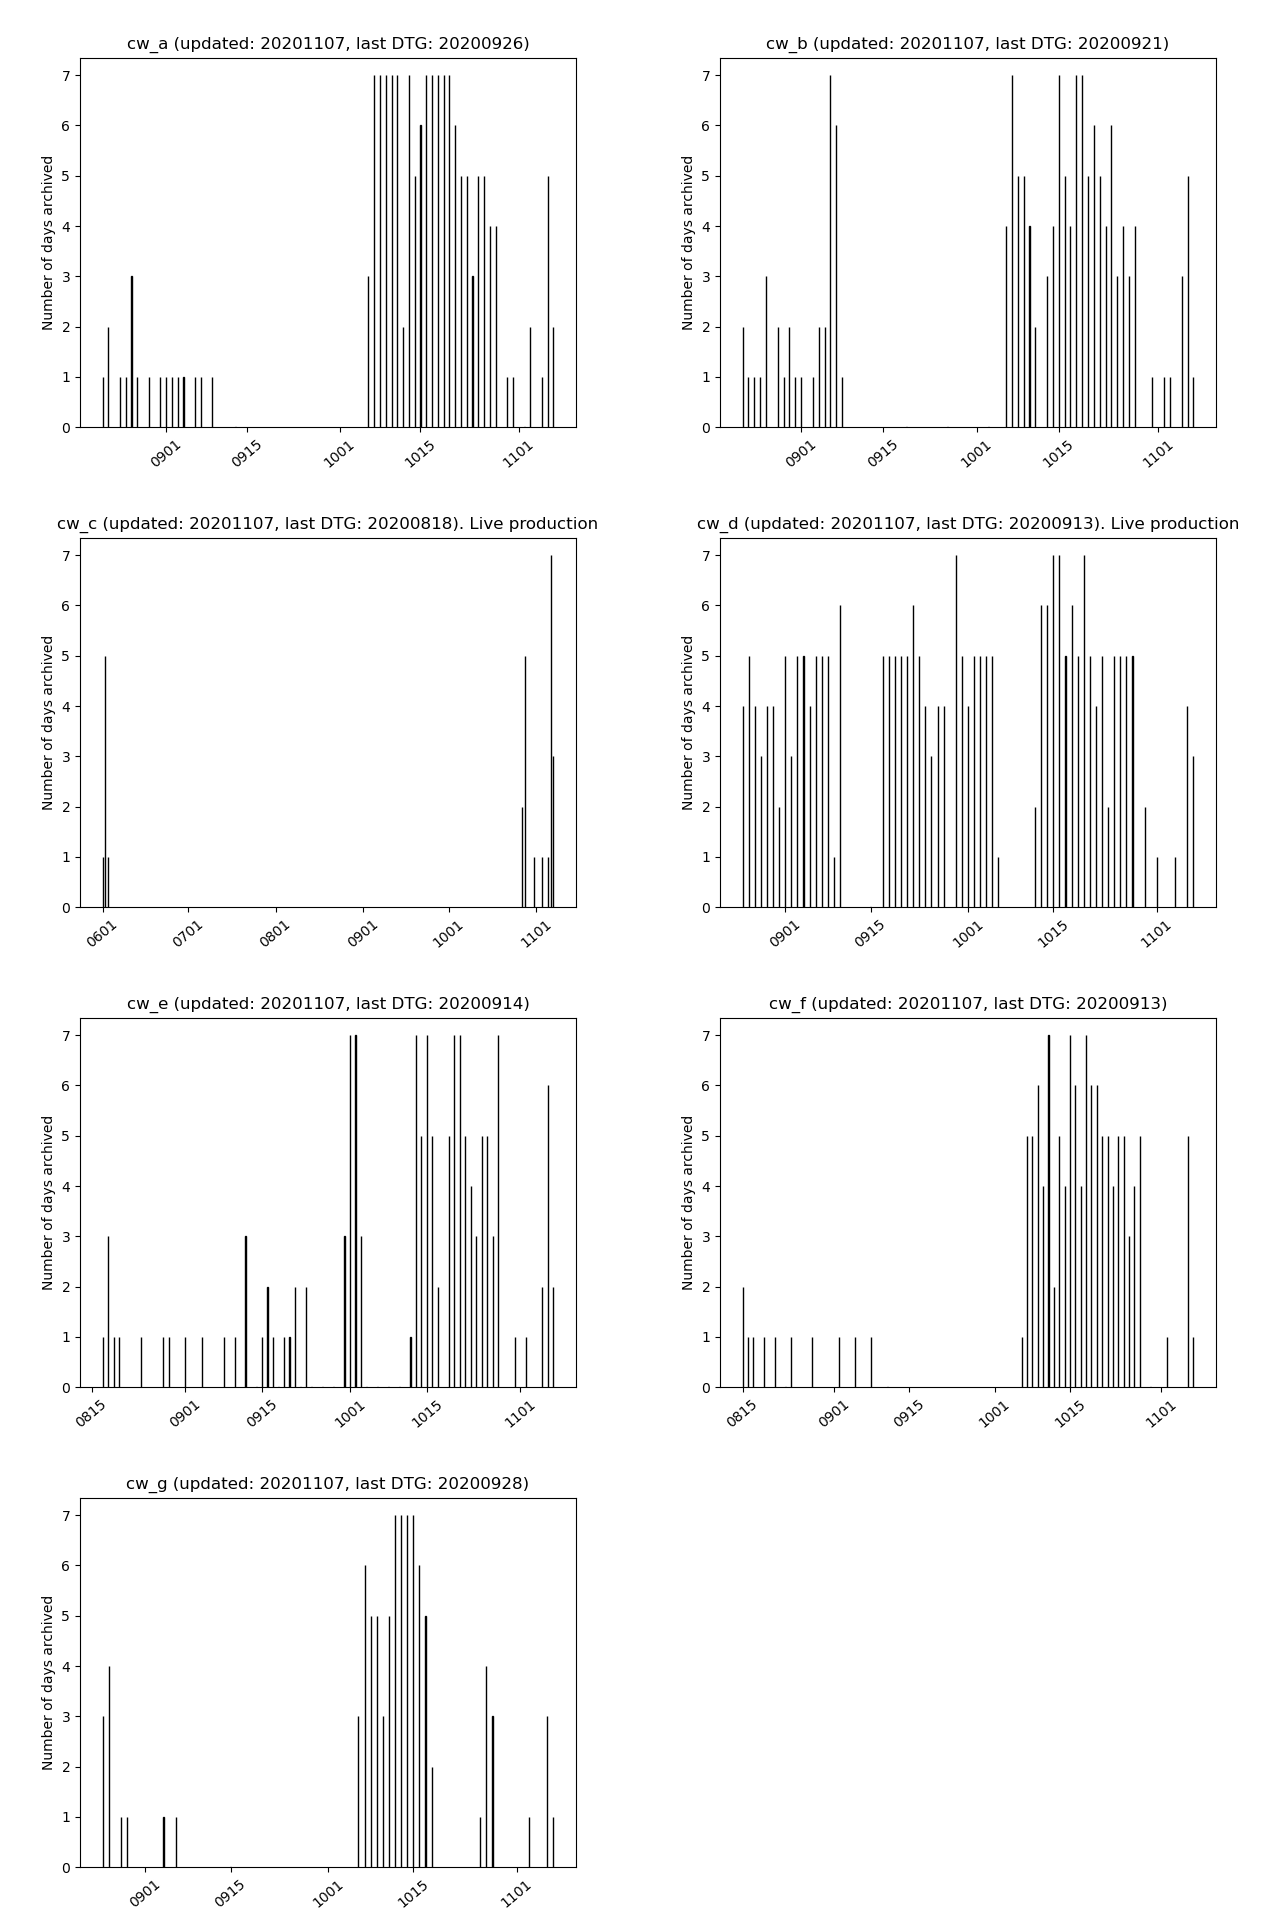 cw_a (updated: 20201107, last DTG: 20200926)
Number of days archived
7
6
5
4
3
2
1
0
0901 0915 1001 1015 1101
cw_b (updated: 20201107, last DTG: 20200921)
Number of days archived
7
6
5
4
3
2
1
0
0901 0915 1001 1015 1101
cw_c (updated: 20201107, last DTG: 20200818). Live production
Number of days archived
7
6
5
4
3
2
1
0
0601 0701 0801 0901 1001 1101
cw_d (updated: 20201107, last DTG: 20200913). Live production
Number of days archived
7
6
5
4
3
2
1
0
0901 0915 1001 1015 1101
cw_e (updated: 20201107, last DTG: 20200914)
Number of days archived
7
6
5
4
3
2
1
0
0815 0901 0915 1001 1015 1101
cw_f (updated: 20201107, last DTG: 20200913)
Number of days archived
7
6
5
4
3
2
1
0
0815 0901 0915 1001 1015 1101
cw_g (updated: 20201107, last DTG: 20200928)
Number of days archived
7
6
5
4
3
2
1
0
0901 0915 1001 1015 1101